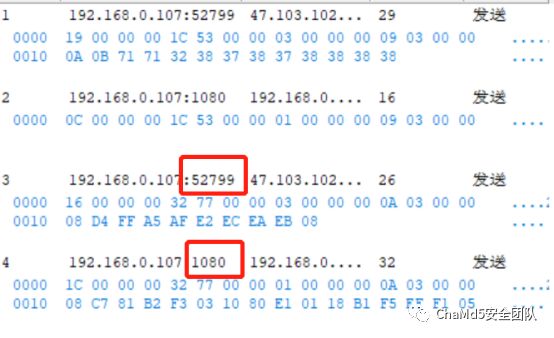 1 192.168.0.107:52799 47.103.102... 29 发送
0000 19 00 00 00 1C 53 00 00 03 00 00 00 09 03 00 00 ....
0010 0A 0B 71 71 32 38 37 38 37 38 38 38 38
2 192.168.0.107:1080 192.168.0.... 16 发送
0000 0C 00 00 00 1C 53 00 00 01 00 00 00 09 03 00 00 ....
3 192.168.0.107:52799 47.103.102... 26 发送
0000 16 00 00 00 32 77 00 00 03 00 00 00 0A 03 00 00 ....2
0010 08 D4 FF A5 AF E2 EC EA EB 08
4 192.168.0.107 1080 192.168.0.... 32 发送
0000 1C 00 00 00 32 77 00 00 01 00 00 00 0A 03 00 00
0010 08 C7 81 B2 F3 03 10 80 E1 01 18 B1 F5 FF F1 05
ChaMd5安全团队